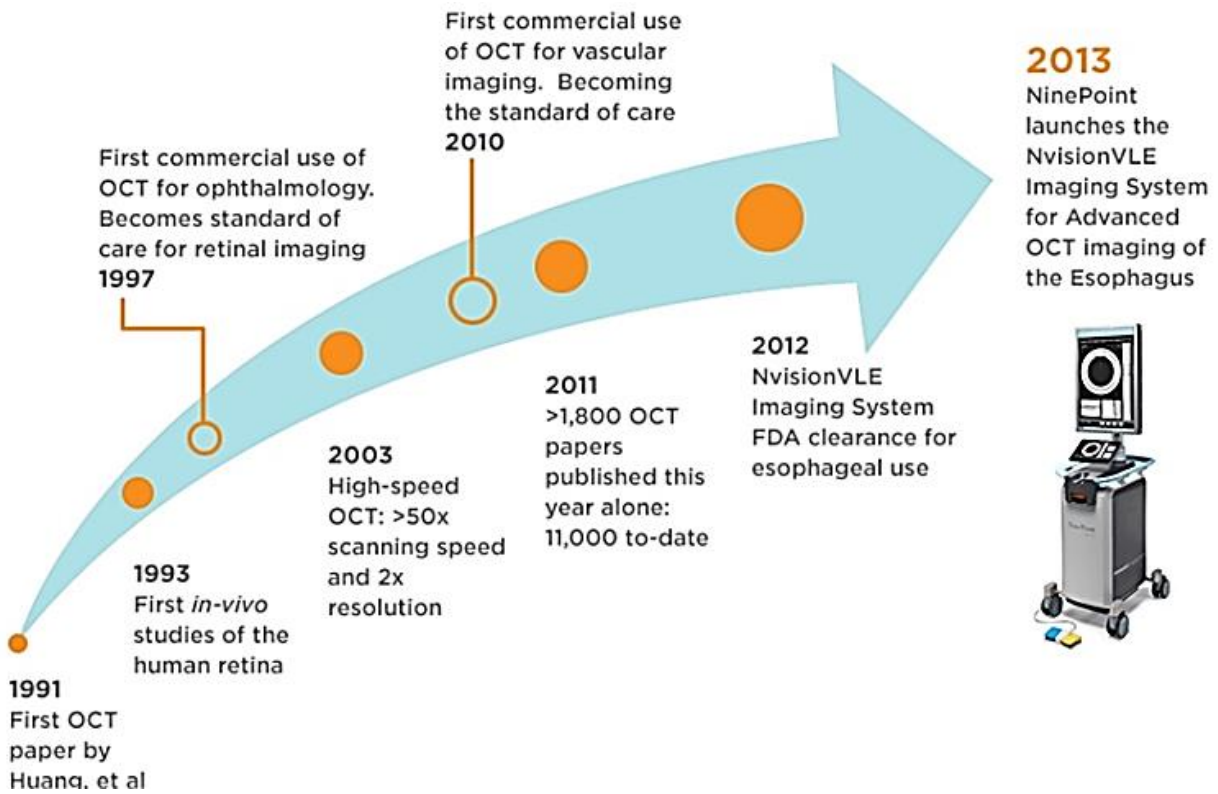 First commercial use
of OCT for vascular
imaging. Becoming
the standard of care
2010
2013
NinePoint
launches the
NvisionVLE
Imaging System
for Advanced
OCT imaging of
the Esophagus
First commercial use of
OCT for ophthalmology.
Becomes standard of
care for retinal imaging
1997
2012
NvisionVLE
Imaging System
FDA clearance for
esophageal use
2011
>1,800 OCT
papers
published this
year alone:
11,000 to-date
2003
High-speed
OCT: >50x
scanning speed
and 2x
resolution
1993
First in-vivo
studies of the
human retina
1991
First OCT
paper by
Huang, et al